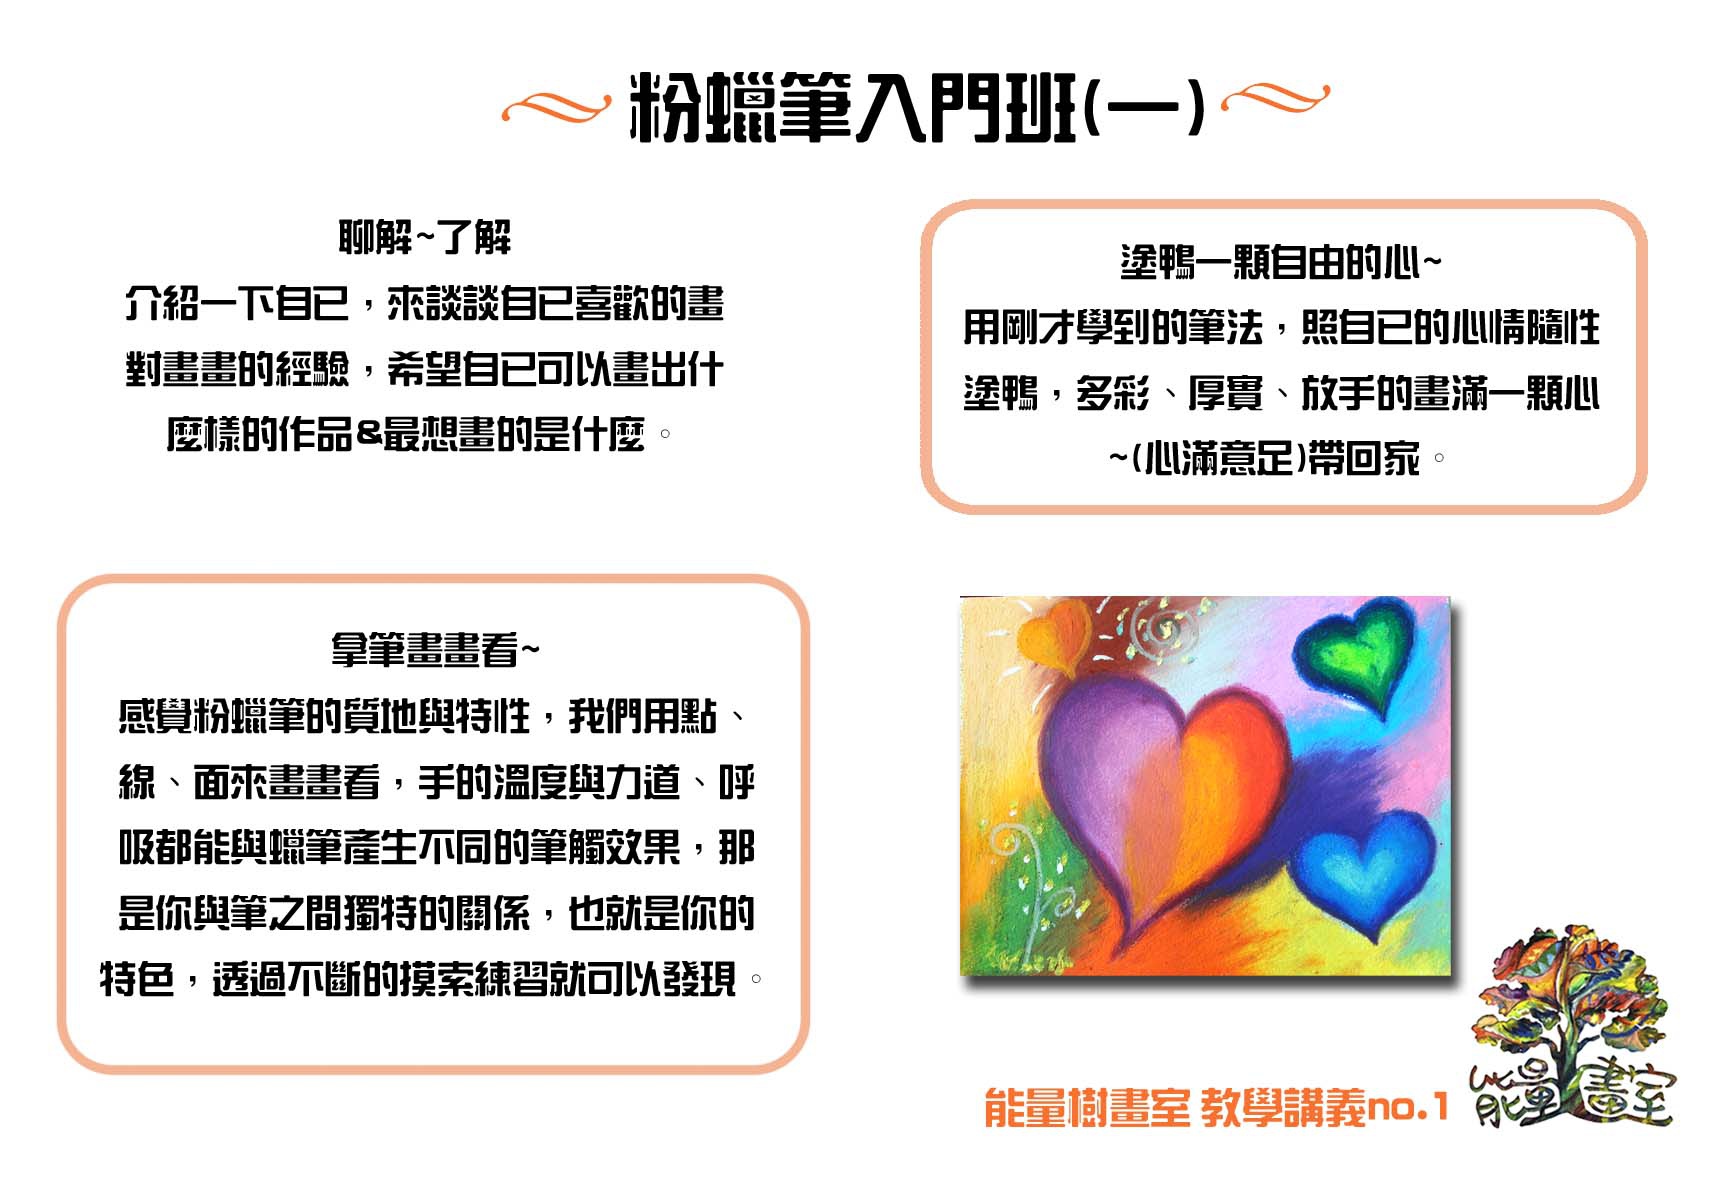 粉蠟筆入門班(一)
聊解~了解
介紹一下自已，來談談自已喜歡的畫
對畫畫的經驗，希望自已可以畫出什
麼樣的作品&最想畫的是什麼。
塗鴨一顆自由的心~
用剛才學到的筆法，照自已的心情隨性
塗鴨，多彩、厚實、放手的畫滿一顆心
~(心滿意足)帶回家。
拿筆畫畫看~
感覺粉蠟筆的質地與特性，我們用點、
線、面來畫畫看，手的溫度與力道、呼
吸都能與蠟筆產生不同的筆觸效果，那
是你與筆之間獨特的關係，也就是你的
特色，透過不斷的摸索練習就可以發現。
能量樹畫室 教學講義no.1
能量畫室